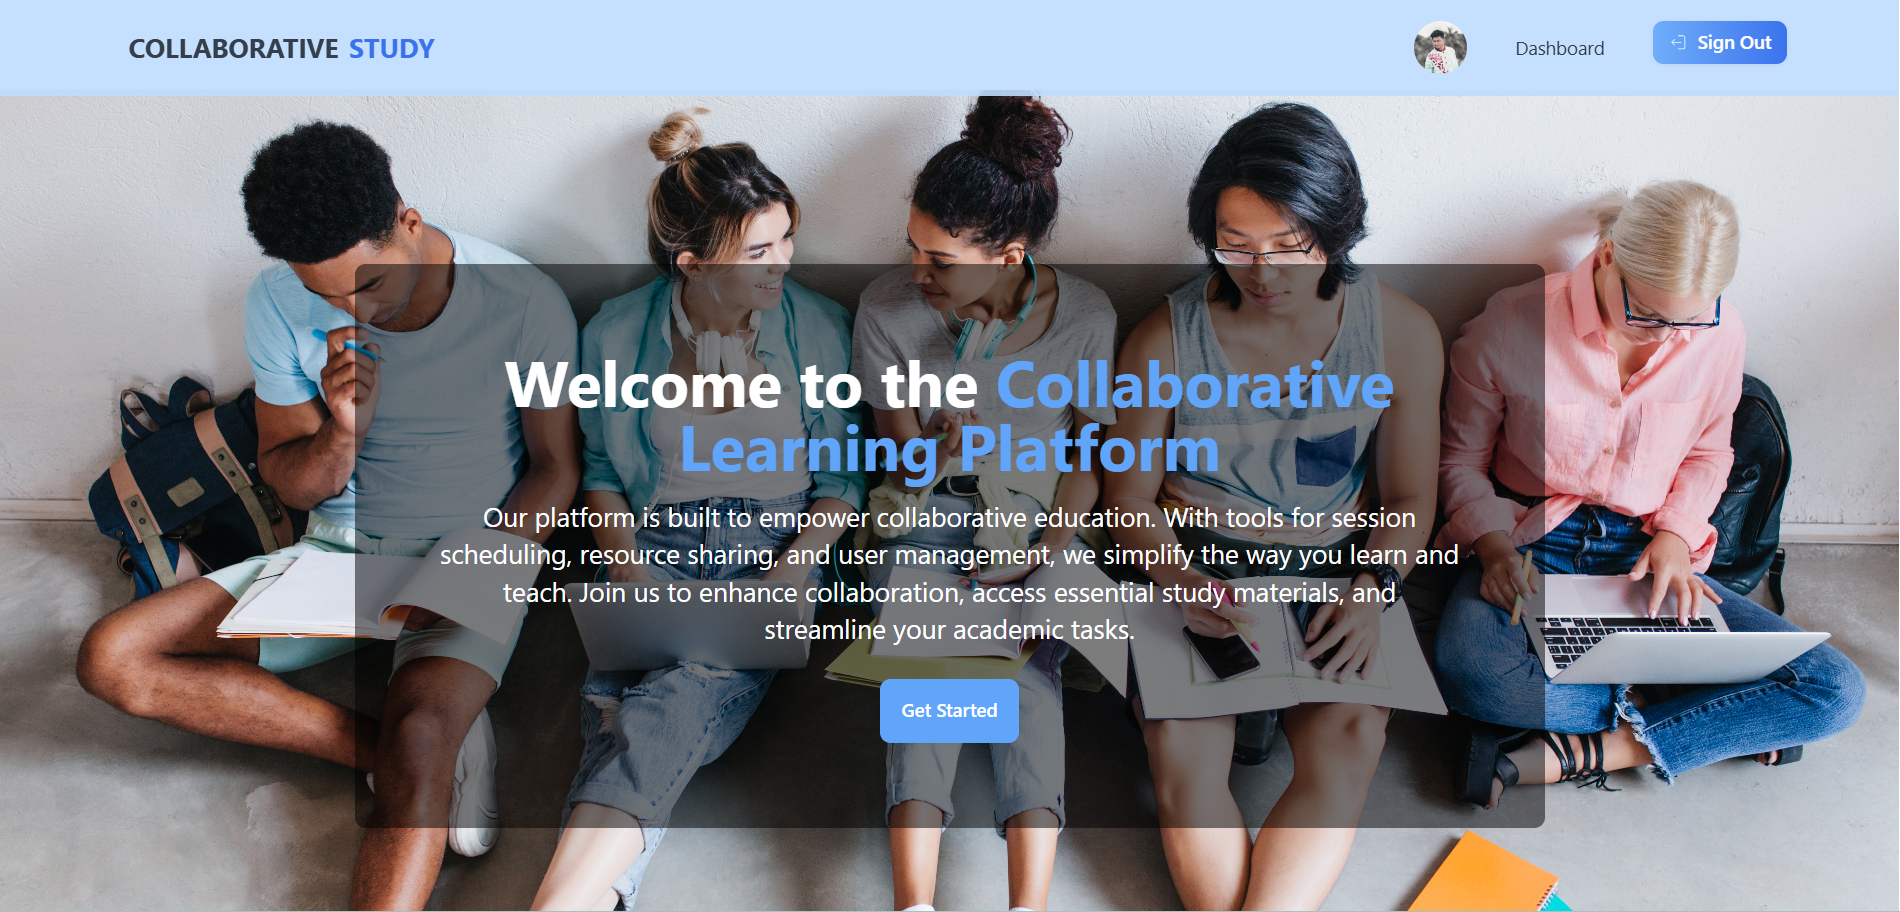 COLLABORATIVE STUDY
Dashboard
Sign Out
Welcome to the Collaborative
Learning Platform
Our platform is built to empower collaborative education. With tools for session
scheduling, resource sharing, and user management, we simplify the way you learn and
teach. Join us to enhance collaboration, access essential study materials, and
streamline your academic tasks.
Get Started